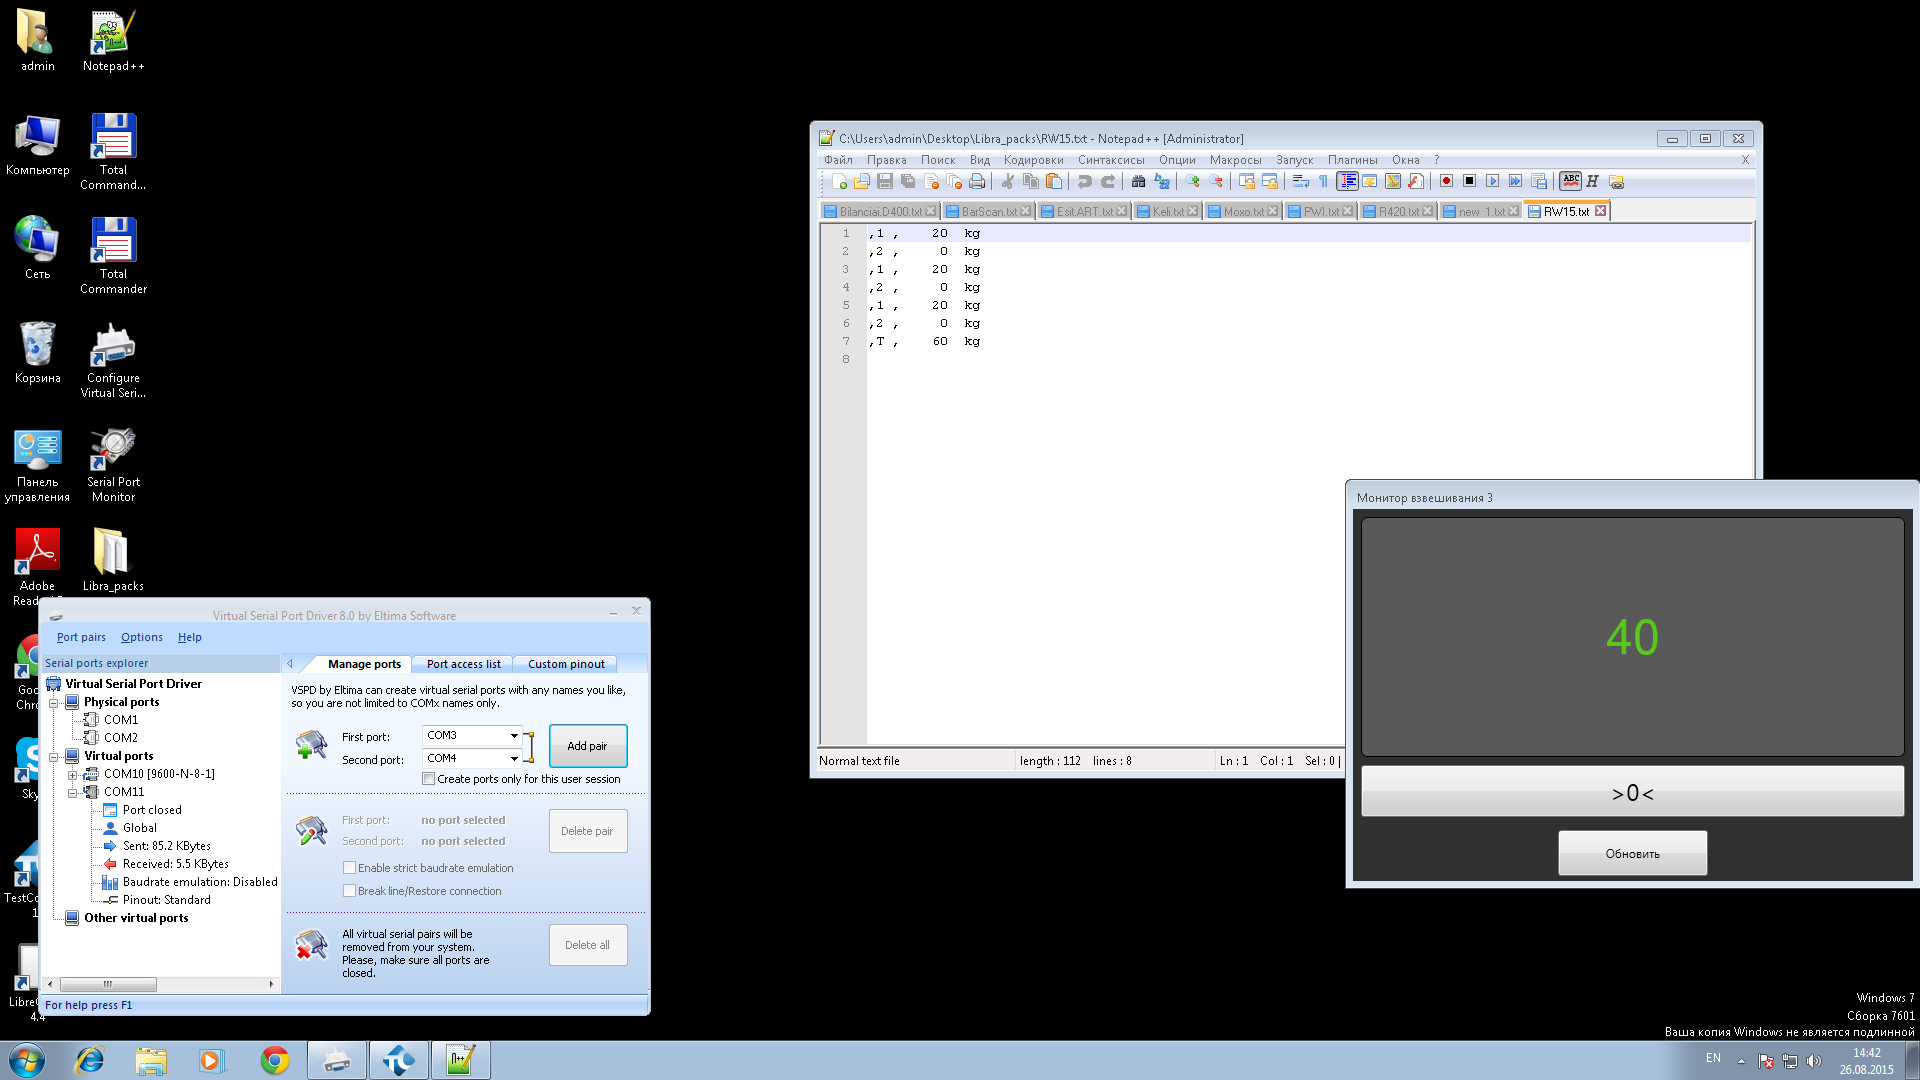 admin
Notepad++
Компьютер
Total
Command...
Сеть
Total
Commander
Корзина
Configure
Virtual Seri...
Панель
управления
Serial Port
Monitor
Adobe
Libra_packs
LibreO
4.4
C:\Users\admin\Desktop\Libra_packs\RW15.txt - Notepad++ [Administrator]
Файл Правка Поиск Вид Кодировки Синтаксисы Опции Макросы Запуск Плагины Окна ? X
Bilanciai.D400.txt BarScan.txt Esit.ART.txt Keli.txt Moxo.txt PWI.txt R420.txt new 1.txt RW15.txt
1 ,1 , 20 kg
2 ,2 , 0 kg
3 ,1 , 20 kg
4 ,2 , 0 kg
5 ,1 , 20 kg
6 ,2 , 0 kg
7 ,T , 60 kg
8
Normal text file length : 112 lines : 8 Ln : 1 Col : 1 Sel : 0 |
Монитор взвешивания 3
40
>0<
Обновить
Virtual Serial Port Driver 8.0 by Eltima Software
Port pairs Options Help
Serial ports explorer
Virtual Serial Port Driver
Physical ports
COM1
COM2
Virtual ports
COM10 [9600-N-8-1]
COM11
Port closed
Global
Sent: 85.2 KBytes
Received: 5.5 KBytes
Baudrate emulation: Disabled
Pinout: Standard
Other virtual ports
Manage ports Port access list Custom pinout
VSPD by Eltima can create virtual serial ports with any names you like,
so you are not limited to COMx names only.
First port: COM3
Second port: COM4
Add pair
Create ports only for this user session
First port: no port selected
Second port: no port selected
Delete pair
Enable strict baudrate emulation
Break line/Restore connection
All virtual serial pairs will be
removed from your system.
Please, make sure all ports are
closed.
Delete all
For help press F1
Windows 7
Сборка 7601
Ваша копия Windows не является подлинной
EN
14:42
26.08.2015